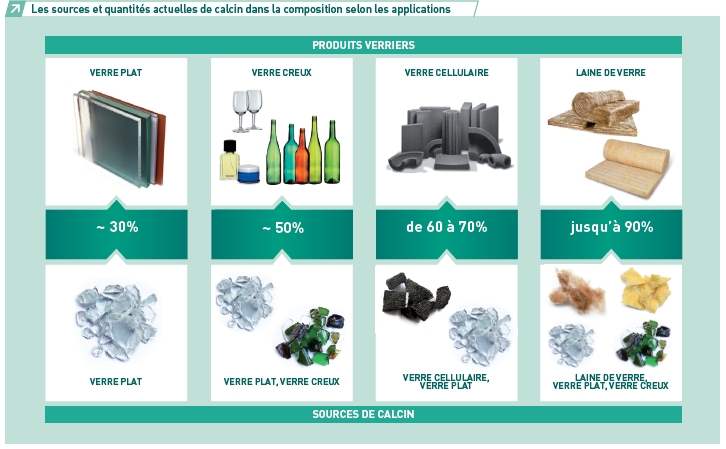 Les sources et quantités actuelles de calcin dans la composition selon les applications
PRODUITS VERRIERS
VERRE PLAT
VERRE CREUX
VERRE CELLULAIRE
LAINE DE VERRE
~ 30%
~ 50%
de 60 à 70%
jusqu'à 90%
VERRE PLAT
VERRE PLAT, VERRE CREUX
VERRE CELLULAIRE,
VERRE PLAT
LAINE DE VERRE,
VERRE PLAT, VERRE CREUX
SOURCES DE CALCIN